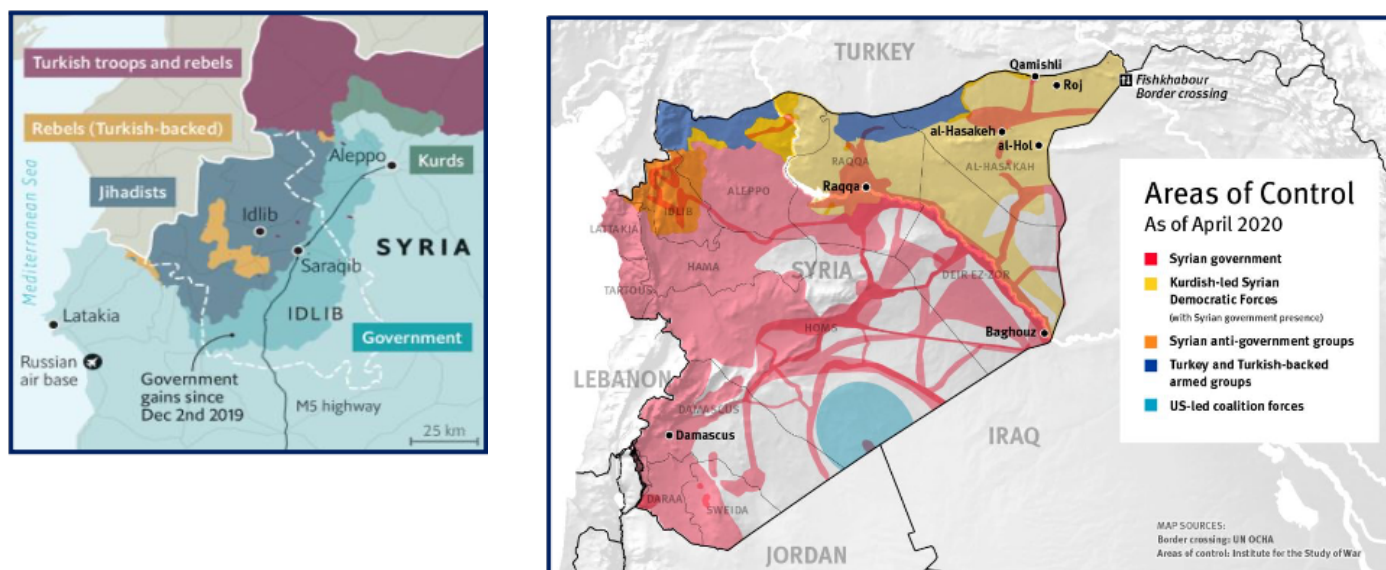 Turkish troops and rebels
Rebels (Turkish-backed)
Mediterranean Sea
Jihadists
Aleppo
Kurds
Idlib
SYRIA
Saraqib
Latakia
IDLIB
Government
Russian
air base
Government
gains since
Dec 2nd 2019
M5 highway
25 km
TURKEY
Qamishli
Roj
Fishkhabour
Border crossing
al-Hasakeh
al-Hol
RAQQA
AL-HASAKAH
ALEPPO
Raqqa
IDLIB
LATTAKIA
HAMA
SYRIA
DEIR EZ-ZOR
TARTOUS
HOMS
Baghouz
LEBANON
DAMASCUS
Damascus
IRAQ
DARAA
SWEIDA
JORDAN
Areas of Control
As of April 2020
Syrian government
Kurdish-led Syrian
Democratic Forces
(with Syrian government presence)
Syrian anti-government groups
Turkey and Turkish-backed
armed groups
US-led coalition forces
MAP SOURCES:
Border crossing: UN OCHA
Areas of control: Institute for the Study of War